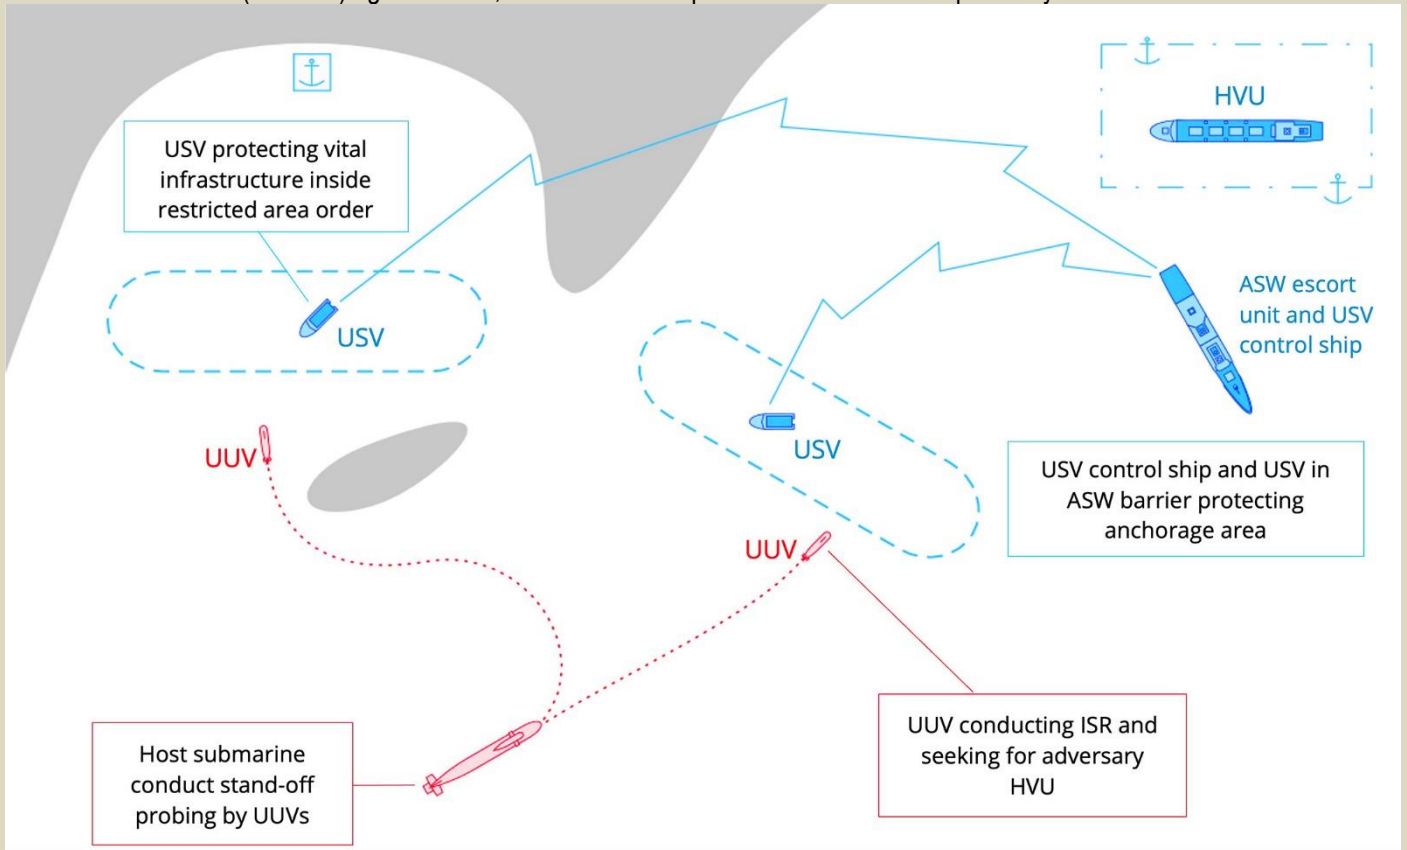 HVU
USV protecting vital
infrastructure inside
restricted area order
ASW escort
unit and USV
control ship
USV
USV
UUV
USV control ship and USV in
ASW barrier protecting
anchorage area
UUV
UUV conducting ISR and
seeking for adversary
HVU
Host submarine
conduct stand-off
probing by UUVs